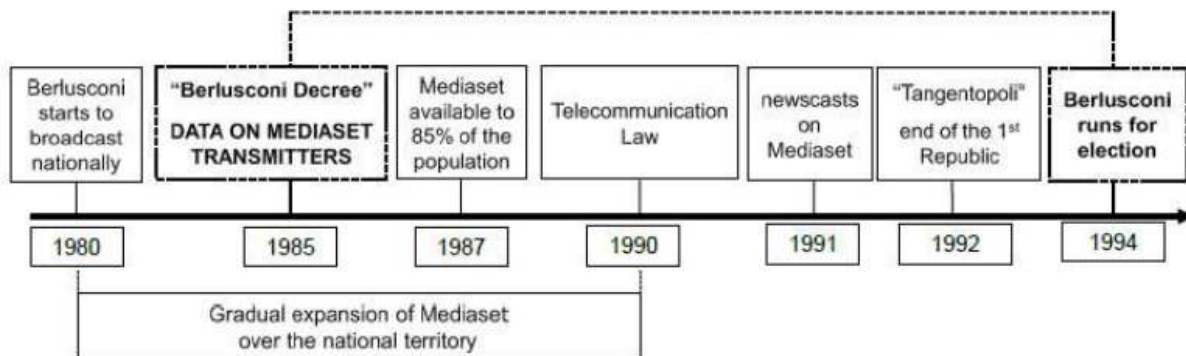 Berlusconi
starts to
broadcast
nationally
“Berlusconi Decree”
DATA ON MEDIASET
TRANSMITTERS
Mediaset
available to
85% of the
population
Telecommunication
Law
newscasts
on
Mediaset
“Tangentopoli”
end of the 1st
Republic
Berlusconi
runs for
election
1980
1985
1987
1990
1991
1992
1994
Gradual expansion of Mediaset
over the national territory